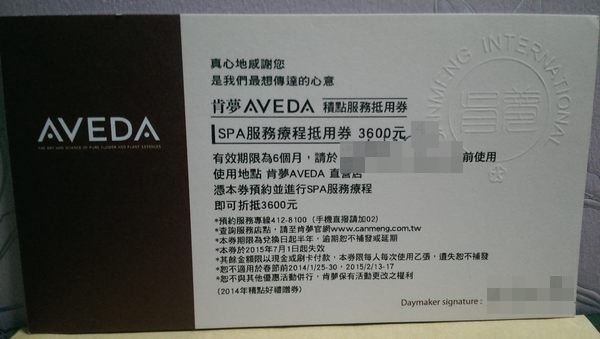 AVEDA
THE ART AND SCIENCE OF PURE FLOWER AND PLANT ESSENCES
真心地感謝您
是我們最想傳達的心意
肯夢AVEDA 積點服務抵用券
SPA服務療程抵用券 3600元
有效期限為6個月，請於 前使用
使用地點 肯夢AVEDA 直營店
憑本券預約並進行SPA服務療程
即可折抵3600元
*預約服務專線412-8100（手機直撥請加02）
*查詢服務店點，請至肯夢官網www.canmeng.com.tw
*本券期限為兌換日起半年，逾期恕不補發或延期
*本券於2015年7月1日起失效
*其餘金額限以現金或刷卡付款，本券限每人每次使用乙張，遺失恕不補發
*恕不適用於春節前2014/1/25-30，2015/2/13-17
*恕不與其他優惠活動併行，肯夢保有活動更改之權利
(2014年積點好禮贈券)
Daymaker signature :
CANMENG INTERNATIONAL
肯夢